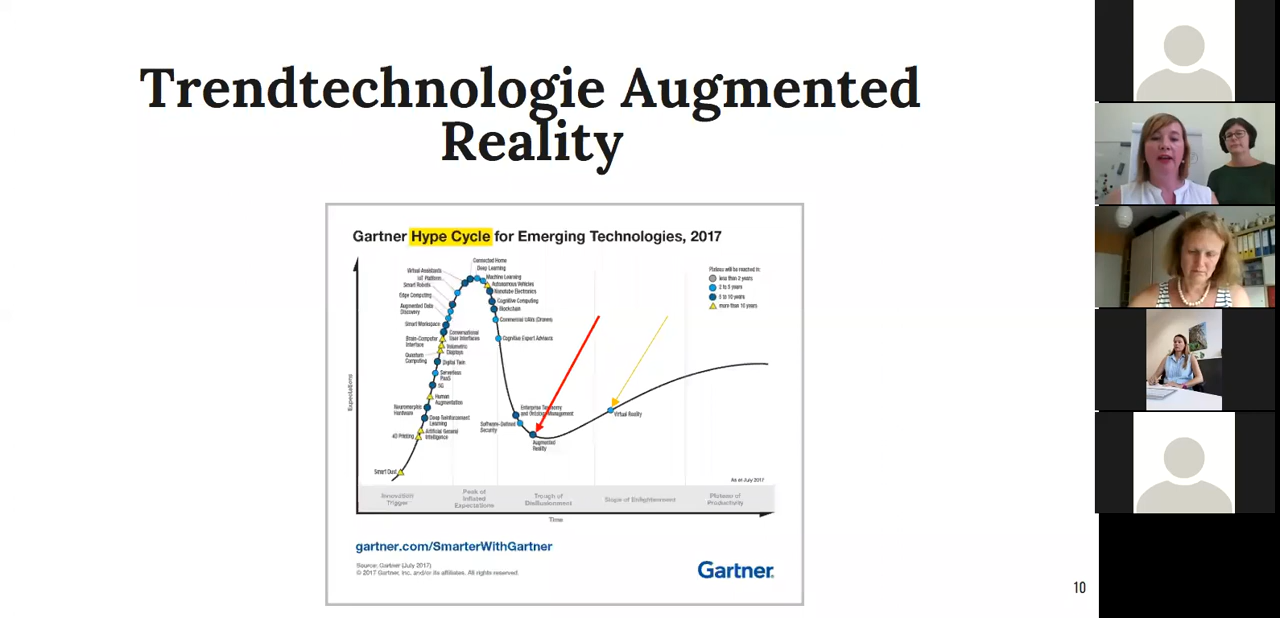 Trendtechnologie Augmented
Reality
Gartner Hype Cycle for Emerging Technologies, 2017
Connected Home
Deep Learning
Virtual Assistants
IoT Platform
Machine Learning
Smart Robots
Autonomous Vehicles
Nanotube Electronics
Edge Computing
Cognitive Computing
Augmented Data
Discovery
Blockchain
Commercial UAVs (Drones)
Smart Workspace
Conversational
User Interfaces
Brain-Computer
Interface
Cognitive Expert Advisors
Volumetric
Displays
Quantum
Computing
Digital Twin
Serverless
PaaS
5G
Human
Augmentation
Neuromorphic
Hardware
Deep Reinforcement
Learning
Artificial General
Intelligence
4D Printing
Smart Dust
Enterprise Taxonomy
and Ontology Management
Software-Defined
Security
Augmented
Reality
Virtual Reality
Plateau will be reached in:
less than 2 years
2 to 5 years
5 to 10 years
more than 10 years
As of July 2017
Expectations
Innovation
Trigger
Peak of
Inflated
Expectations
Trough of
Disillusionment
Slope of Enlightenment
Plateau of
Productivity
Time
gartner.com/SmarterWithGartner
Source: Gartner (July 2017)
© 2017 Gartner, Inc. and/or its affiliates. All rights reserved.
Gartner.
10